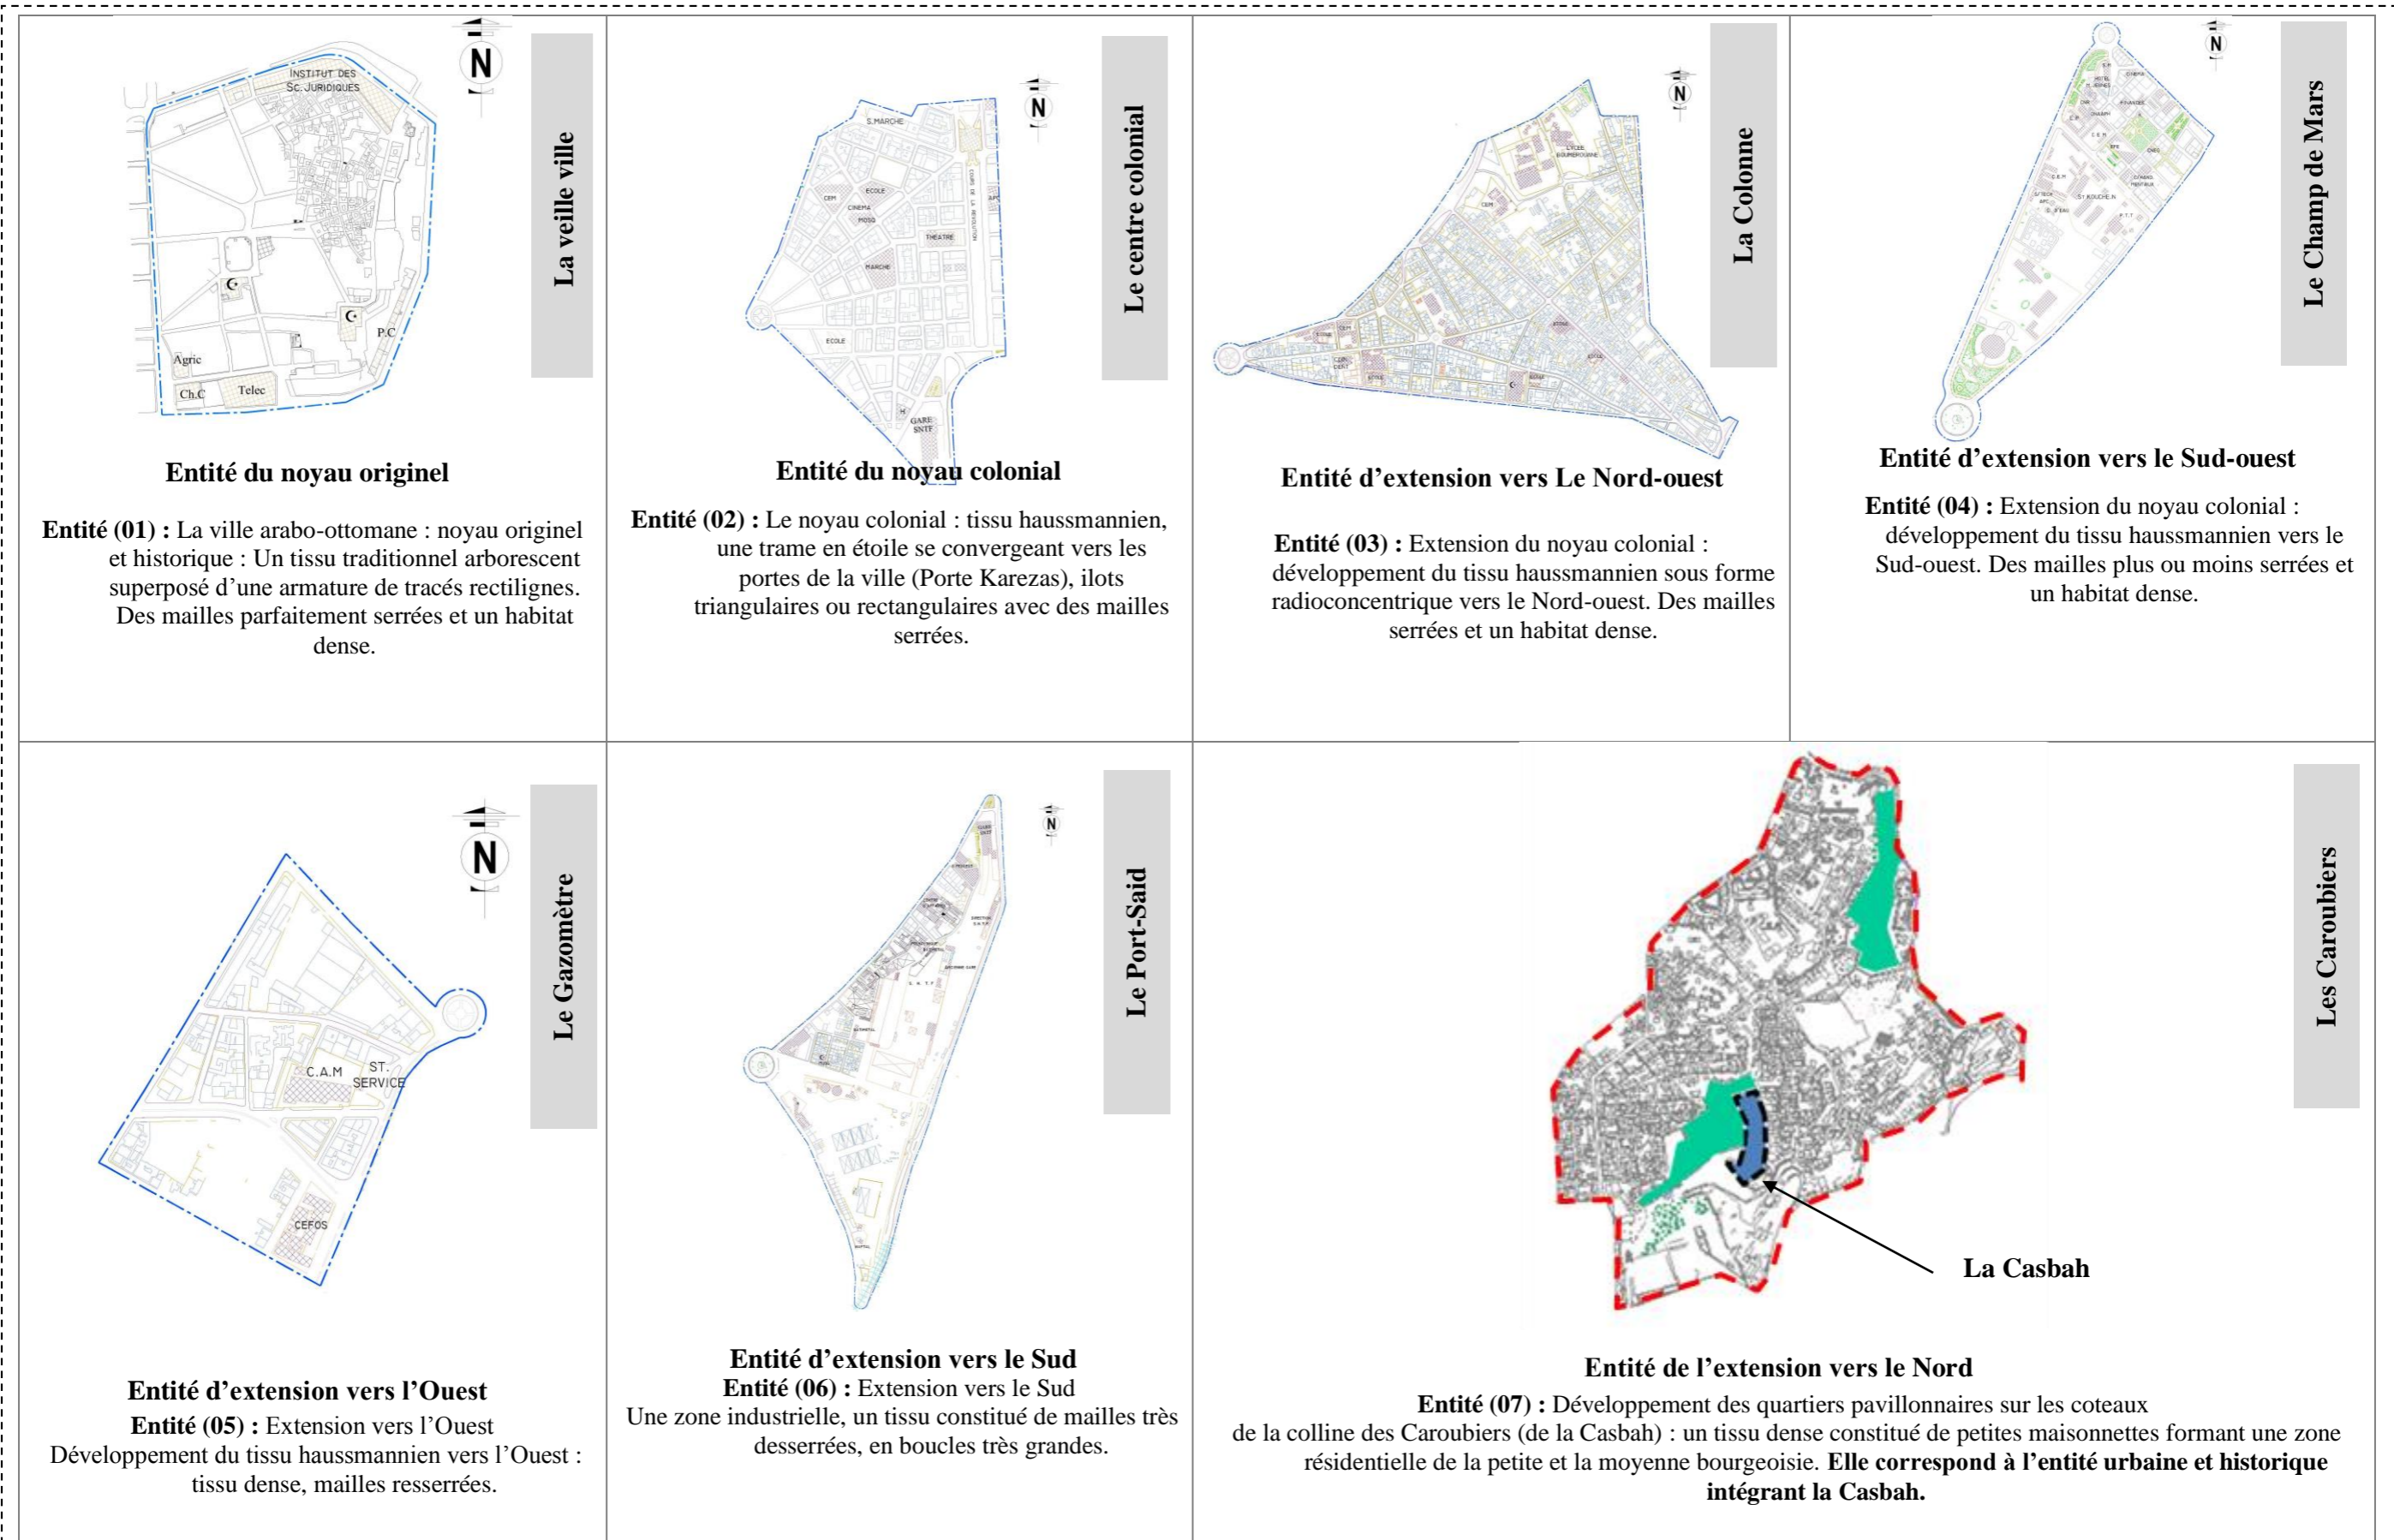 N
INSTITUT DES
SC. JURIDIQUES
P.C
Agric
Ch.C
Telec
La veille ville
Entité du noyau originel
Entité (01) : La ville arabo-ottomane : noyau originel
et historique : Un tissu traditionnel arborescent
superposé d’une armature de tracés rectilignes.
Des mailles parfaitement serrées et un habitat
dense.
N
S.MARCHE
ECOLE
CEM
CINEMA
MOSQ
THEATRE
COURS DE LA REVOLUTION
APC
MARCHE
ECOLE
H
GARE
SNTF
Le centre colonial
Entité du noyau colonial
Entité (02) : Le noyau colonial : tissu haussmannien,
une trame en étoile se convergeant vers les
portes de la ville (Porte Karezas), ilots
triangulaires ou rectangulaires avec des mailles
serrées.
N
LYCEE
CEM
CEM
ECOLE
ECOLE
La Colonne
Entité d’extension vers Le Nord-ouest
Entité (03) : Extension du noyau colonial :
développement du tissu haussmannien sous forme
radioconcentrique vers le Nord-ouest. Des mailles
serrées et un habitat dense.
N
CINEMA
HOTEL
C.E.M
P.T.T
Le Champ de Mars
Entité d’extension vers le Sud-ouest
Entité (04) : Extension du noyau colonial :
développement du tissu haussmannien vers le
Sud-ouest. Des mailles plus ou moins serrées et
un habitat dense.
N
C.A.M
ST.
SERVICE
CEFOS
Le Gazomètre
Entité d’extension vers l’Ouest
Entité (05) : Extension vers l’Ouest
Développement du tissu haussmannien vers l’Ouest :
tissu dense, mailles resserrées.
N
Le Port-Said
Entité d’extension vers le Sud
Entité (06) : Extension vers le Sud
Une zone industrielle, un tissu constitué de mailles très
desserrées, en boucles très grandes.
Les Caroubiers
La Casbah
Entité de l’extension vers le Nord
Entité (07) : Développement des quartiers pavillonnaires sur les coteaux
de la colline des Caroubiers (de la Casbah) : un tissu dense constitué de petites maisonnettes formant une zone
résidentielle de la petite et la moyenne bourgeoisie. Elle correspond à l’entité urbaine et historique
intégrant la Casbah.